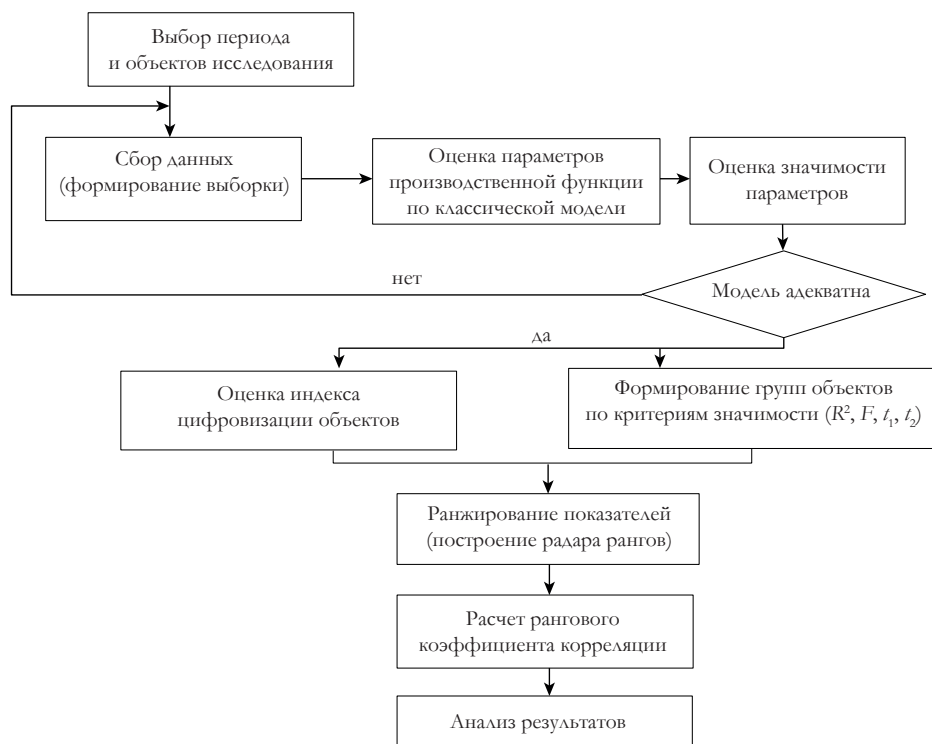 Выбор периода
и объектов исследования
Сбор данных
(формирование выборки)
Оценка параметров
производственной функции
по классической модели
Оценка значимости
параметров
нет
Модель адекватна
да
Оценка индекса
цифровизации объектов
Формирование групп объектов
по критериям значимости (R², F, t₁, t₂)
Ранжирование показателей
(построение радара рангов)
Расчет рангового
коэффициента корреляции
Анализ результатов